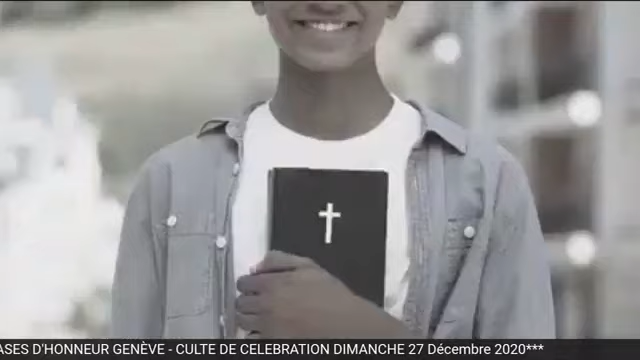 ASES D'HONNEUR GENÈVE - CULTE DE CELEBRATION DIMANCHE 27 Décembre 2020***